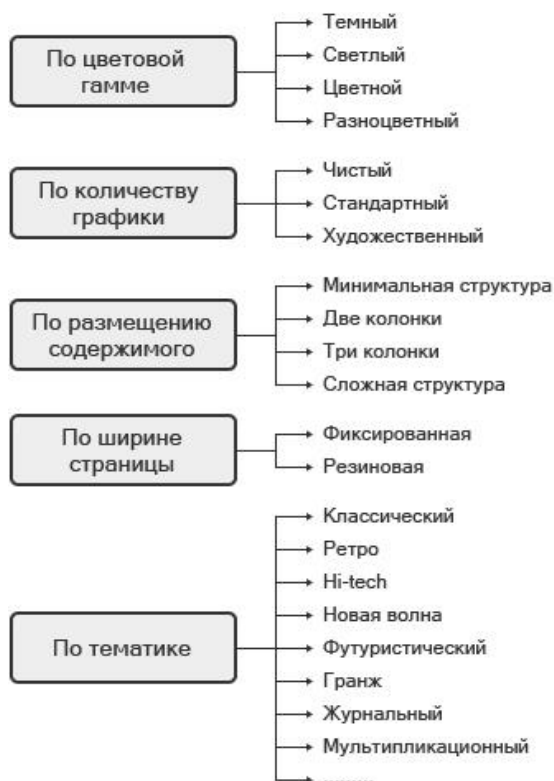 По цветовой
гамме
Темный
Светлый
Цветной
Разноцветный
По количеству
графики
Чистый
Стандартный
Художественный
По размещению
содержимого
Минимальная структура
Две колонки
Три колонки
Сложная структура
По ширине
страницы
Фиксированная
Резиновая
По тематике
Классический
Ретро
Hi-tech
Новая волна
Футуристический
Гранж
Журнальный
Мультипликационный